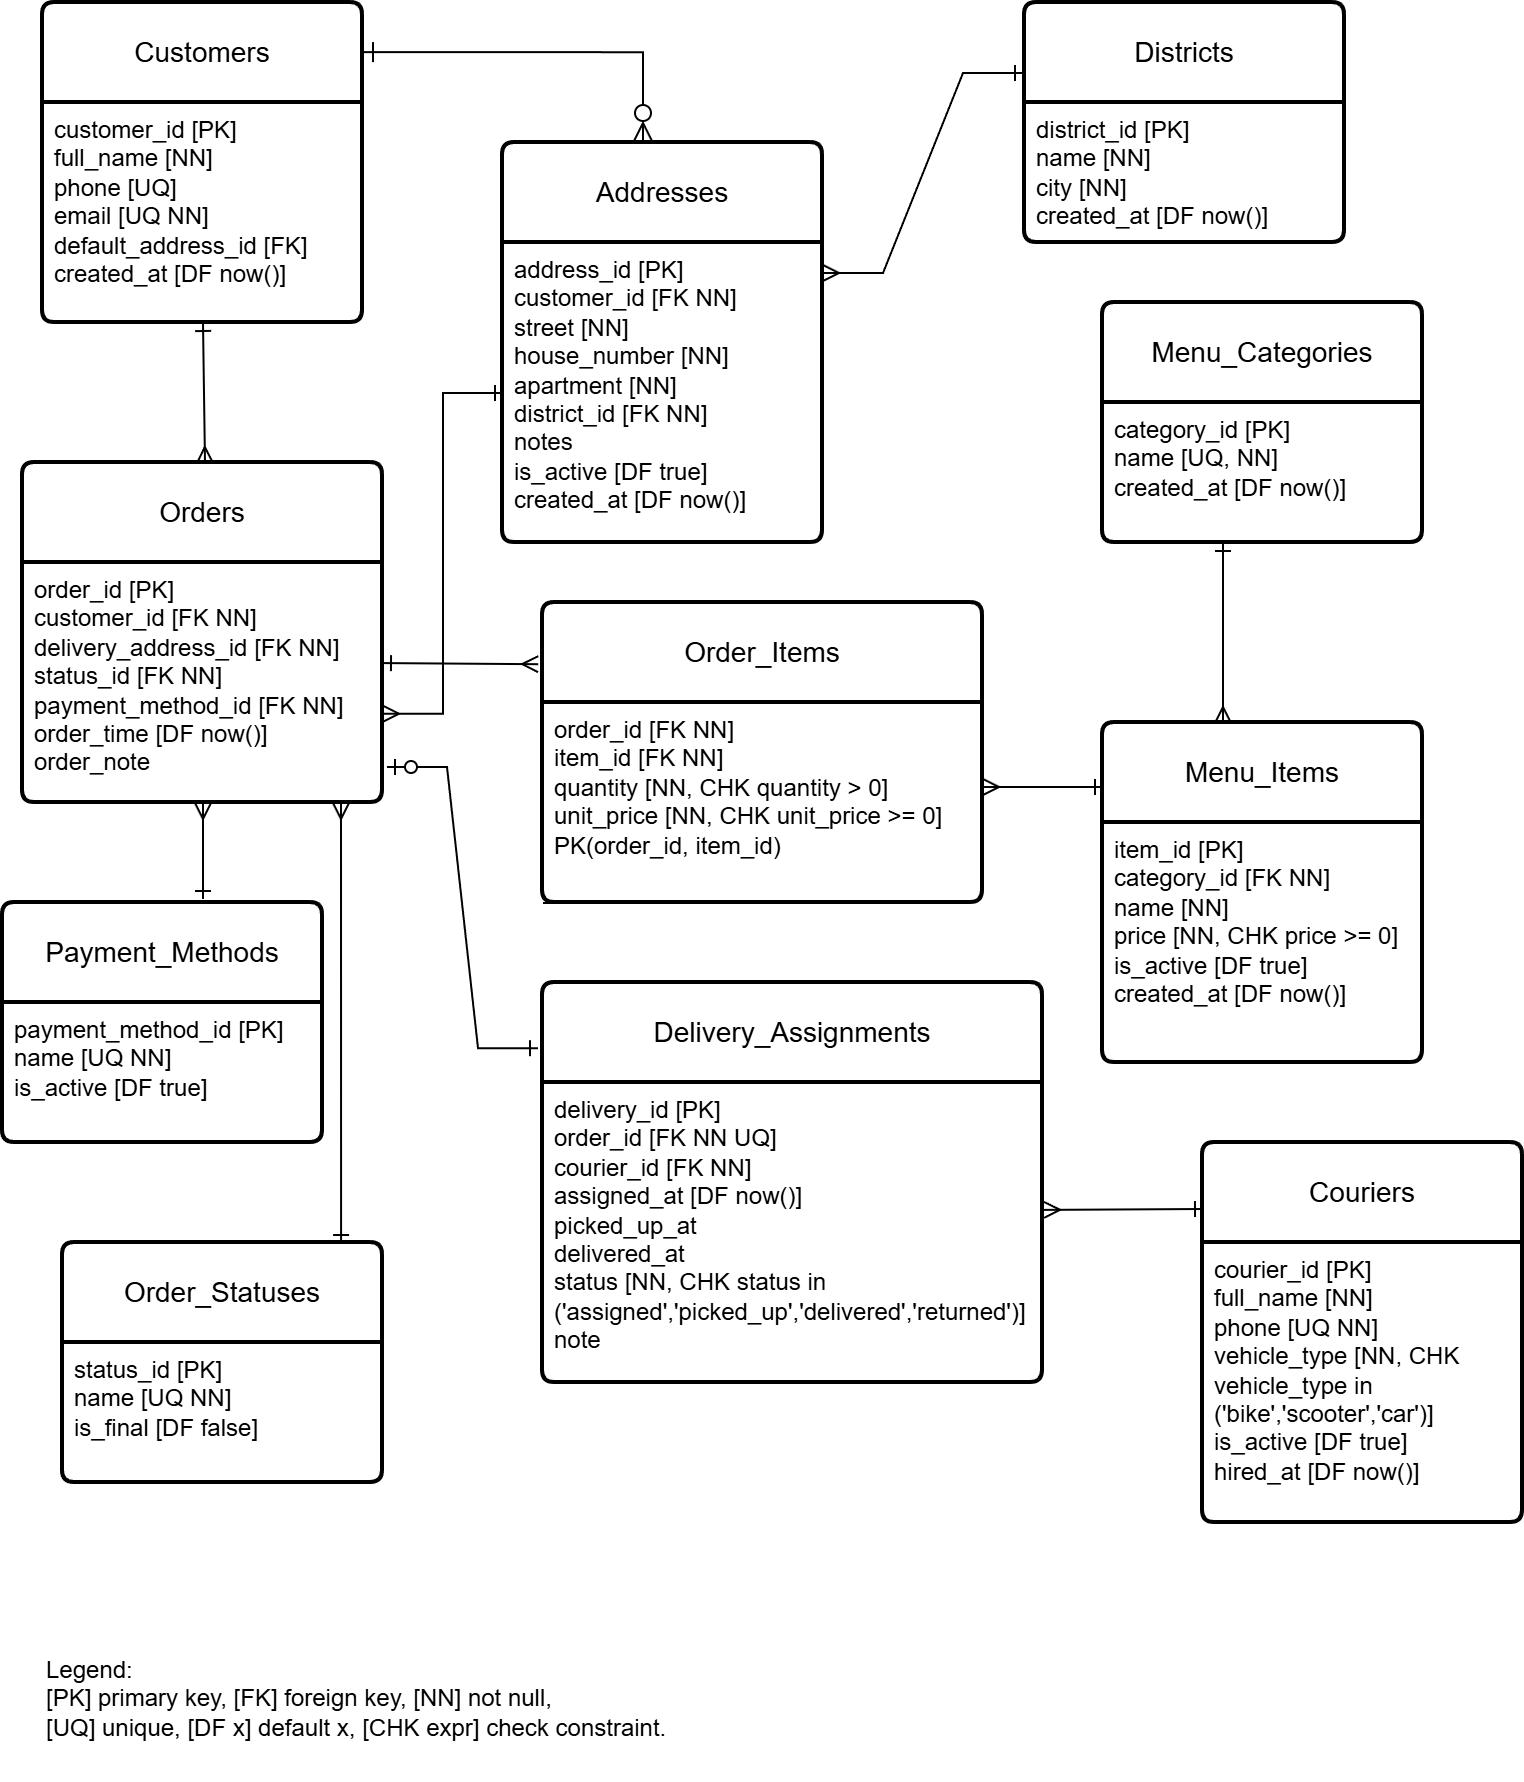 Customers
customer_id [PK]
full_name [NN]
phone [UQ]
email [UQ NN]
default_address_id [FK]
created_at [DF now()]
Districts
district_id [PK]
name [NN]
city [NN]
created_at [DF now()]
Addresses
address_id [PK]
customer_id [FK NN]
street [NN]
house_number [NN]
apartment [NN]
district_id [FK NN]
notes
is_active [DF true]
created_at [DF now()]
Menu_Categories
category_id [PK]
name [UQ, NN]
created_at [DF now()]
Orders
order_id [PK]
customer_id [FK NN]
delivery_address_id [FK NN]
status_id [FK NN]
payment_method_id [FK NN]
order_time [DF now()]
order_note
Order_Items
order_id [FK NN]
item_id [FK NN]
quantity [NN, CHK quantity > 0]
unit_price [NN, CHK unit_price >= 0]
PK(order_id, item_id)
Menu_Items
item_id [PK]
category_id [FK NN]
name [NN]
price [NN, CHK price >= 0]
is_active [DF true]
created_at [DF now()]
Payment_Methods
payment_method_id [PK]
name [UQ NN]
is_active [DF true]
Delivery_Assignments
delivery_id [PK]
order_id [FK NN UQ]
courier_id [FK NN]
assigned_at [DF now()]
picked_up_at
delivered_at
status [NN, CHK status in
('assigned','picked_up','delivered','returned')]
note
Couriers
courier_id [PK]
full_name [NN]
phone [UQ NN]
vehicle_type [NN, CHK
vehicle_type in
('bike','scooter','car')]
is_active [DF true]
hired_at [DF now()]
Order_Statuses
status_id [PK]
name [UQ NN]
is_final [DF false]
Legend:
[PK] primary key, [FK] foreign key, [NN] not null,
[UQ] unique, [DF x] default x, [CHK expr] check constraint.